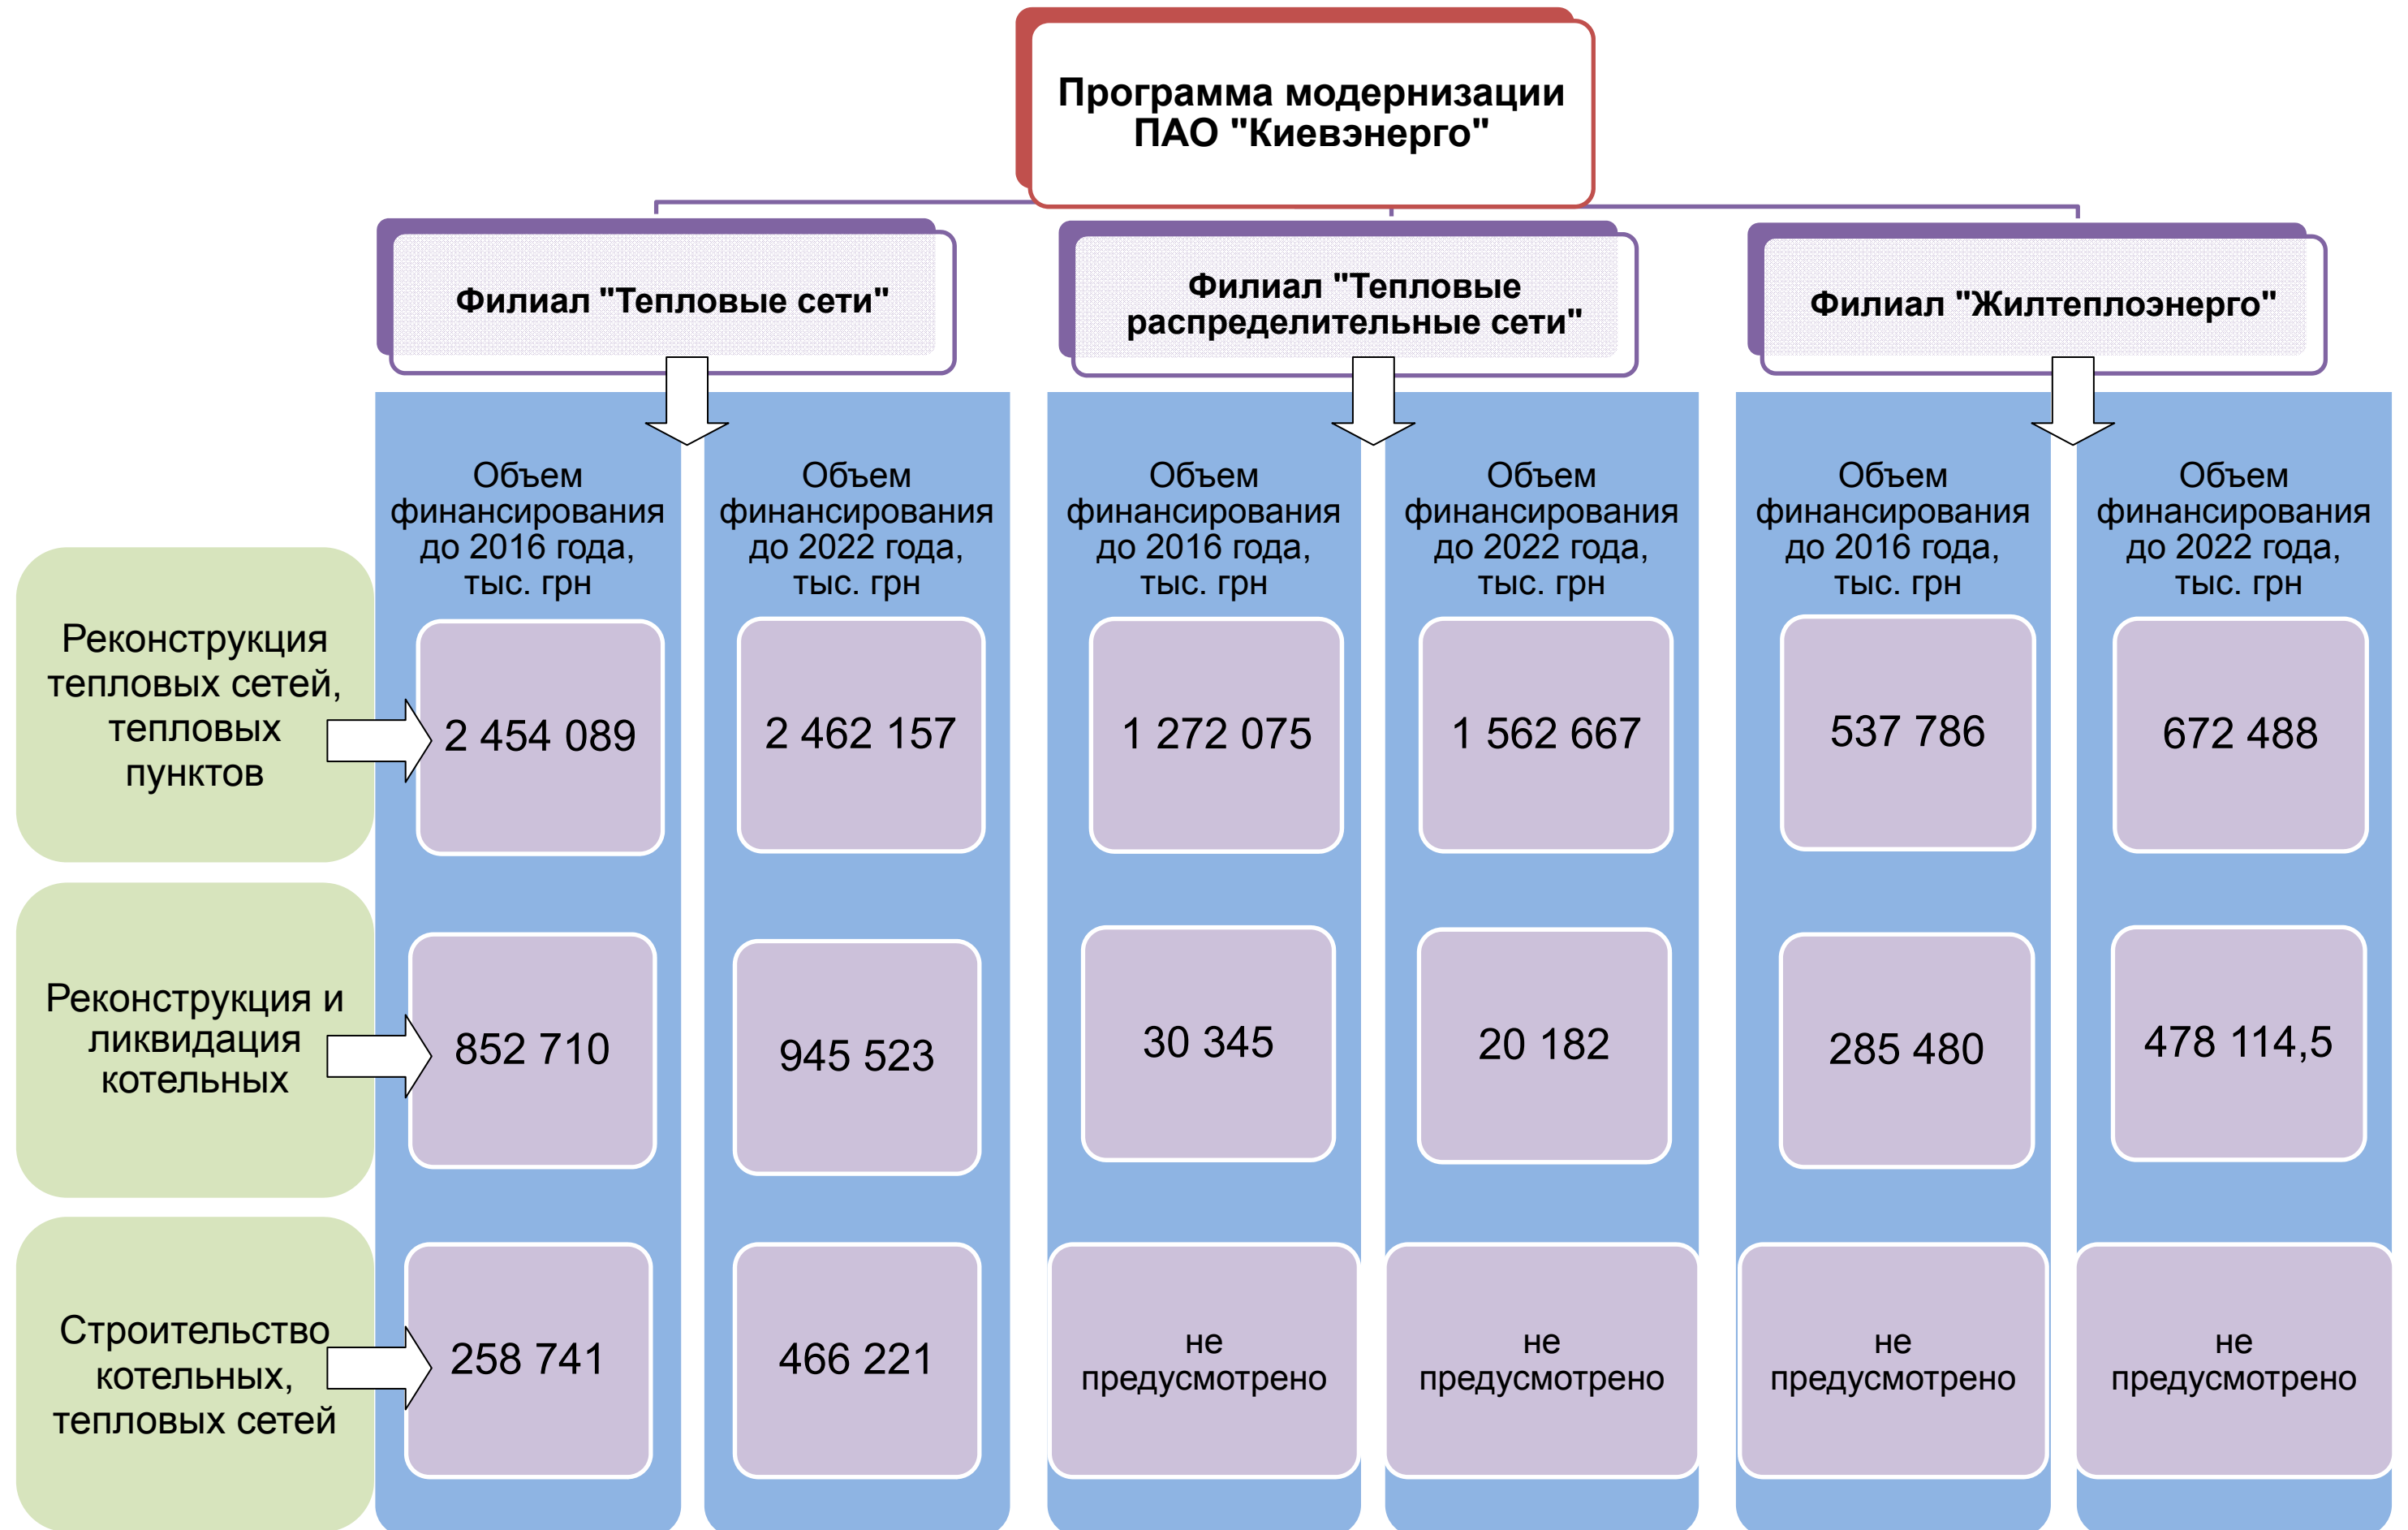 Программа модернизации
ПАО "Киевэнерго"
Филиал "Тепловые сети"
Филиал "Тепловые
распределительные сети"
Филиал "Жилтеплоэнерго"
Объем
финансирования
до 2016 года,
тыс. грн
Объем
финансирования
до 2022 года,
тыс. грн
Объем
финансирования
до 2016 года,
тыс. грн
Объем
финансирования
до 2022 года,
тыс. грн
Объем
финансирования
до 2016 года,
тыс. грн
Объем
финансирования
до 2022 года,
тыс. грн
Реконструкция
тепловых сетей,
тепловых
пунктов
2 454 089
2 462 157
1 272 075
1 562 667
537 786
672 488
Реконструкция и
ликвидация
котельных
852 710
945 523
30 345
20 182
285 480
478 114,5
Строительство
котельных,
тепловых сетей
258 741
466 221
не
предусмотрено
не
предусмотрено
не
предусмотрено
не
предусмотрено